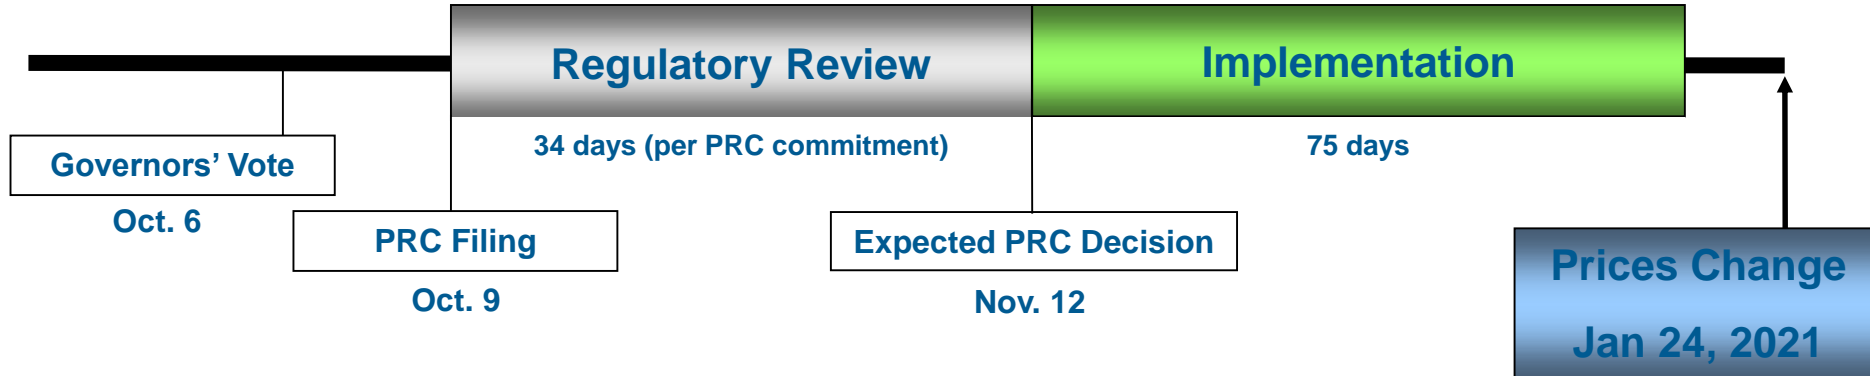 Regulatory Review
Implementation
34 days (per PRC commitment)
75 days
Governors’ Vote
Oct. 6
PRC Filing
Oct. 9
Expected PRC Decision
Nov. 12
Prices Change
Jan 24, 2021